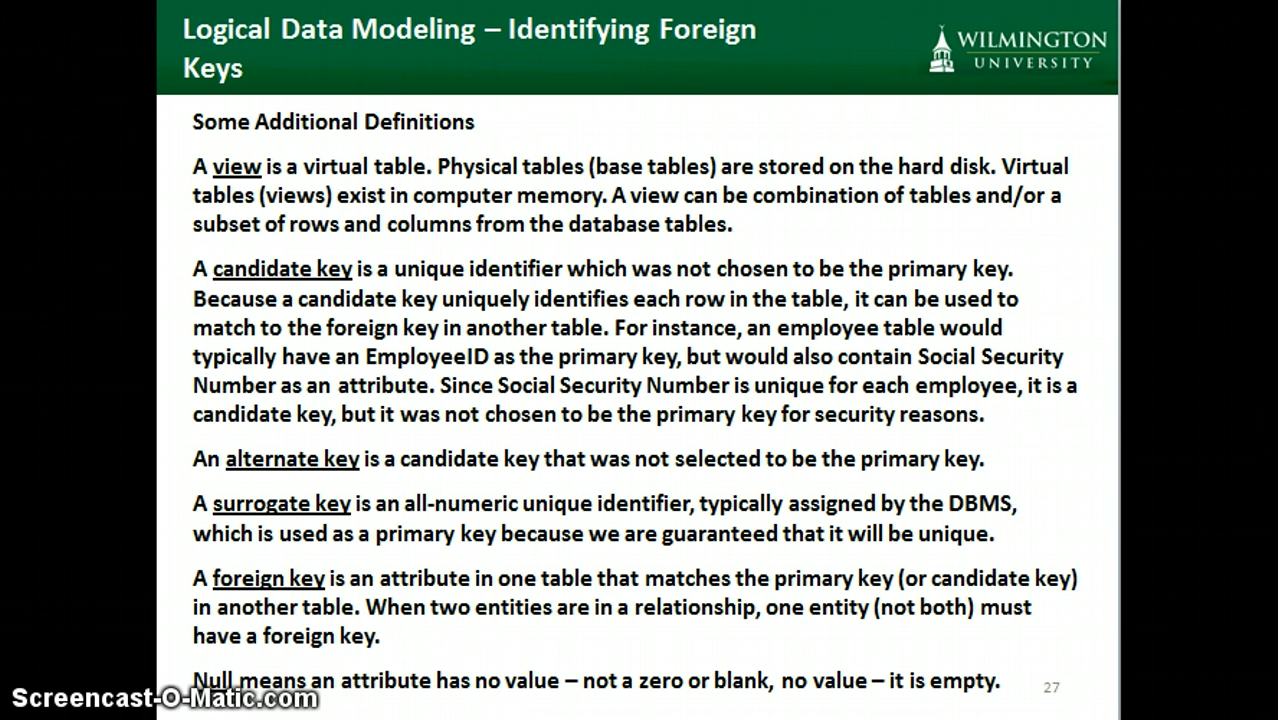 Logical Data Modeling – Identifying Foreign
Keys
WILMINGTON
UNIVERSITY
Some Additional Definitions
A view is a virtual table. Physical tables (base tables) are stored on the hard disk. Virtual
tables (views) exist in computer memory. A view can be combination of tables and/or a
subset of rows and columns from the database tables.
A candidate key is a unique identifier which was not chosen to be the primary key.
Because a candidate key uniquely identifies each row in the table, it can be used to
match to the foreign key in another table. For instance, an employee table would
typically have an EmployeeID as the primary key, but would also contain Social Security
Number as an attribute. Since Social Security Number is unique for each employee, it is a
candidate key, but it was not chosen to be the primary key for security reasons.
An alternate key is a candidate key that was not selected to be the primary key.
A surrogate key is an all-numeric unique identifier, typically assigned by the DBMS,
which is used as a primary key because we are guaranteed that it will be unique.
A foreign key is an attribute in one table that matches the primary key (or candidate key)
in another table. When two entities are in a relationship, one entity (not both) must
have a foreign key.
Null means an attribute has no value – not a zero or blank, no value – it is empty.
27
Screencast-O-Matic.com